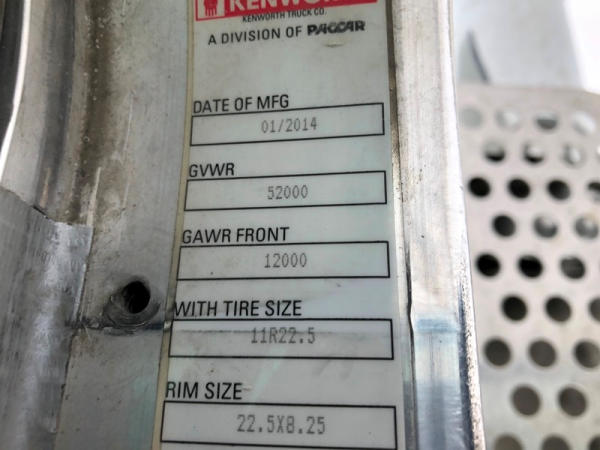 KENWORTH
KENWORTH TRUCK CO.
A DIVISION OF PACCAR
DATE OF MFG
01/2014
GVWR
52000
GAWR FRONT
12000
WITH TIRE SIZE
11R22.5
RIM SIZE
22.5X8.25